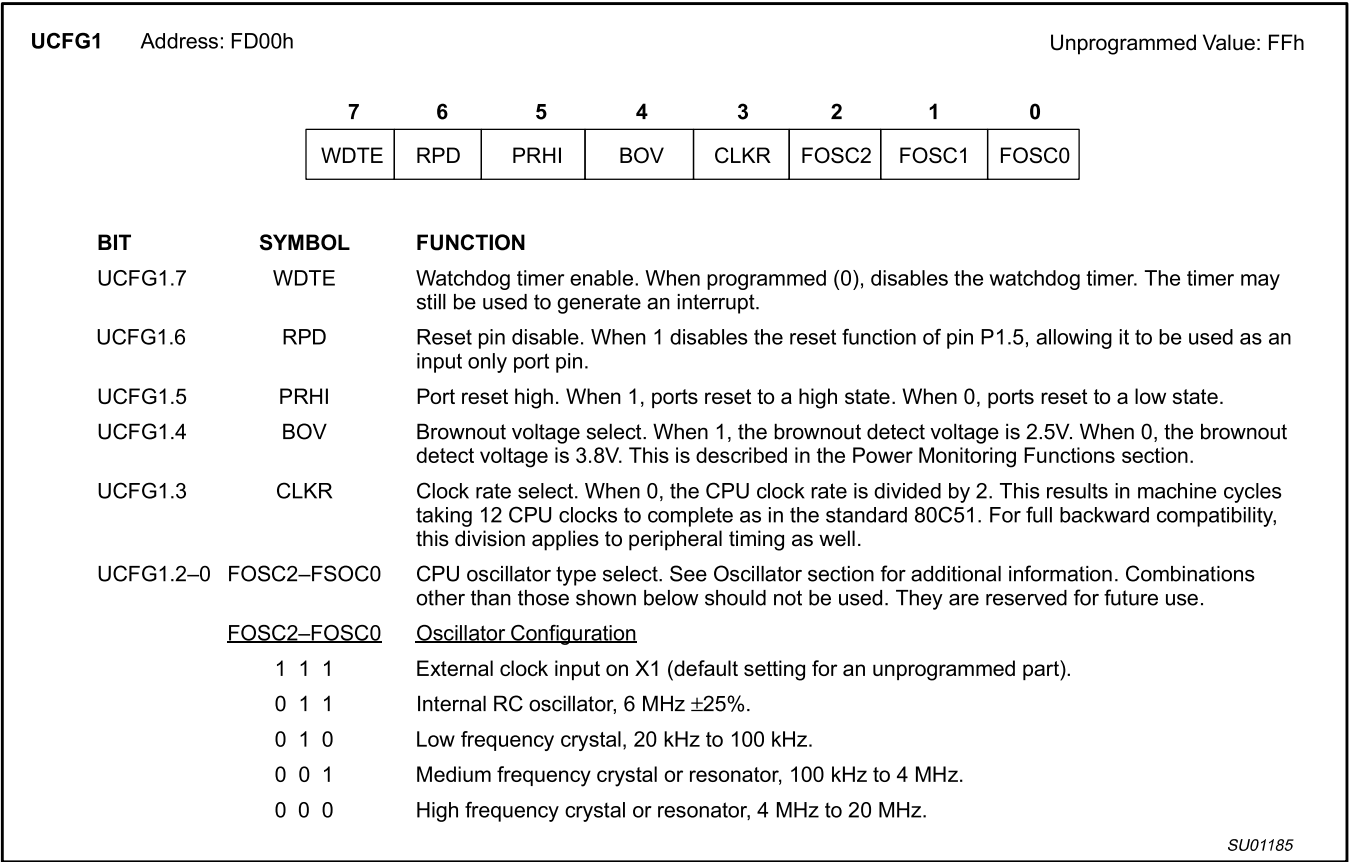 UCFG1 Address: FD00h Unprogrammed Value: FFh
7 6 5 4 3 2 1 0
WDTE RPD PRHI BOV CLKR FOSC2 FOSC1 FOSC0
BIT SYMBOL FUNCTION
UCFG1.7 WDTE Watchdog timer enable. When programmed (0), disables the watchdog timer. The timer may
still be used to generate an interrupt.
UCFG1.6 RPD Reset pin disable. When 1 disables the reset function of pin P1.5, allowing it to be used as an
input only port pin.
UCFG1.5 PRHI Port reset high. When 1, ports reset to a high state. When 0, ports reset to a low state.
UCFG1.4 BOV Brownout voltage select. When 1, the brownout detect voltage is 2.5V. When 0, the brownout
detect voltage is 3.8V. This is described in the Power Monitoring Functions section.
UCFG1.3 CLKR Clock rate select. When 0, the CPU clock rate is divided by 2. This results in machine cycles
taking 12 CPU clocks to complete as in the standard 80C51. For full backward compatibility,
this division applies to peripheral timing as well.
UCFG1.2–0 FOSC2–FSOC0 CPU oscillator type select. See Oscillator section for additional information. Combinations
other than those shown below should not be used. They are reserved for future use.
FOSC2–FOSC0 Oscillator Configuration
1 1 1 External clock input on X1 (default setting for an unprogrammed part).
0 1 1 Internal RC oscillator, 6 MHz ±25%.
0 1 0 Low frequency crystal, 20 kHz to 100 kHz.
0 0 1 Medium frequency crystal or resonator, 100 kHz to 4 MHz.
0 0 0 High frequency crystal or resonator, 4 MHz to 20 MHz.
SU01185